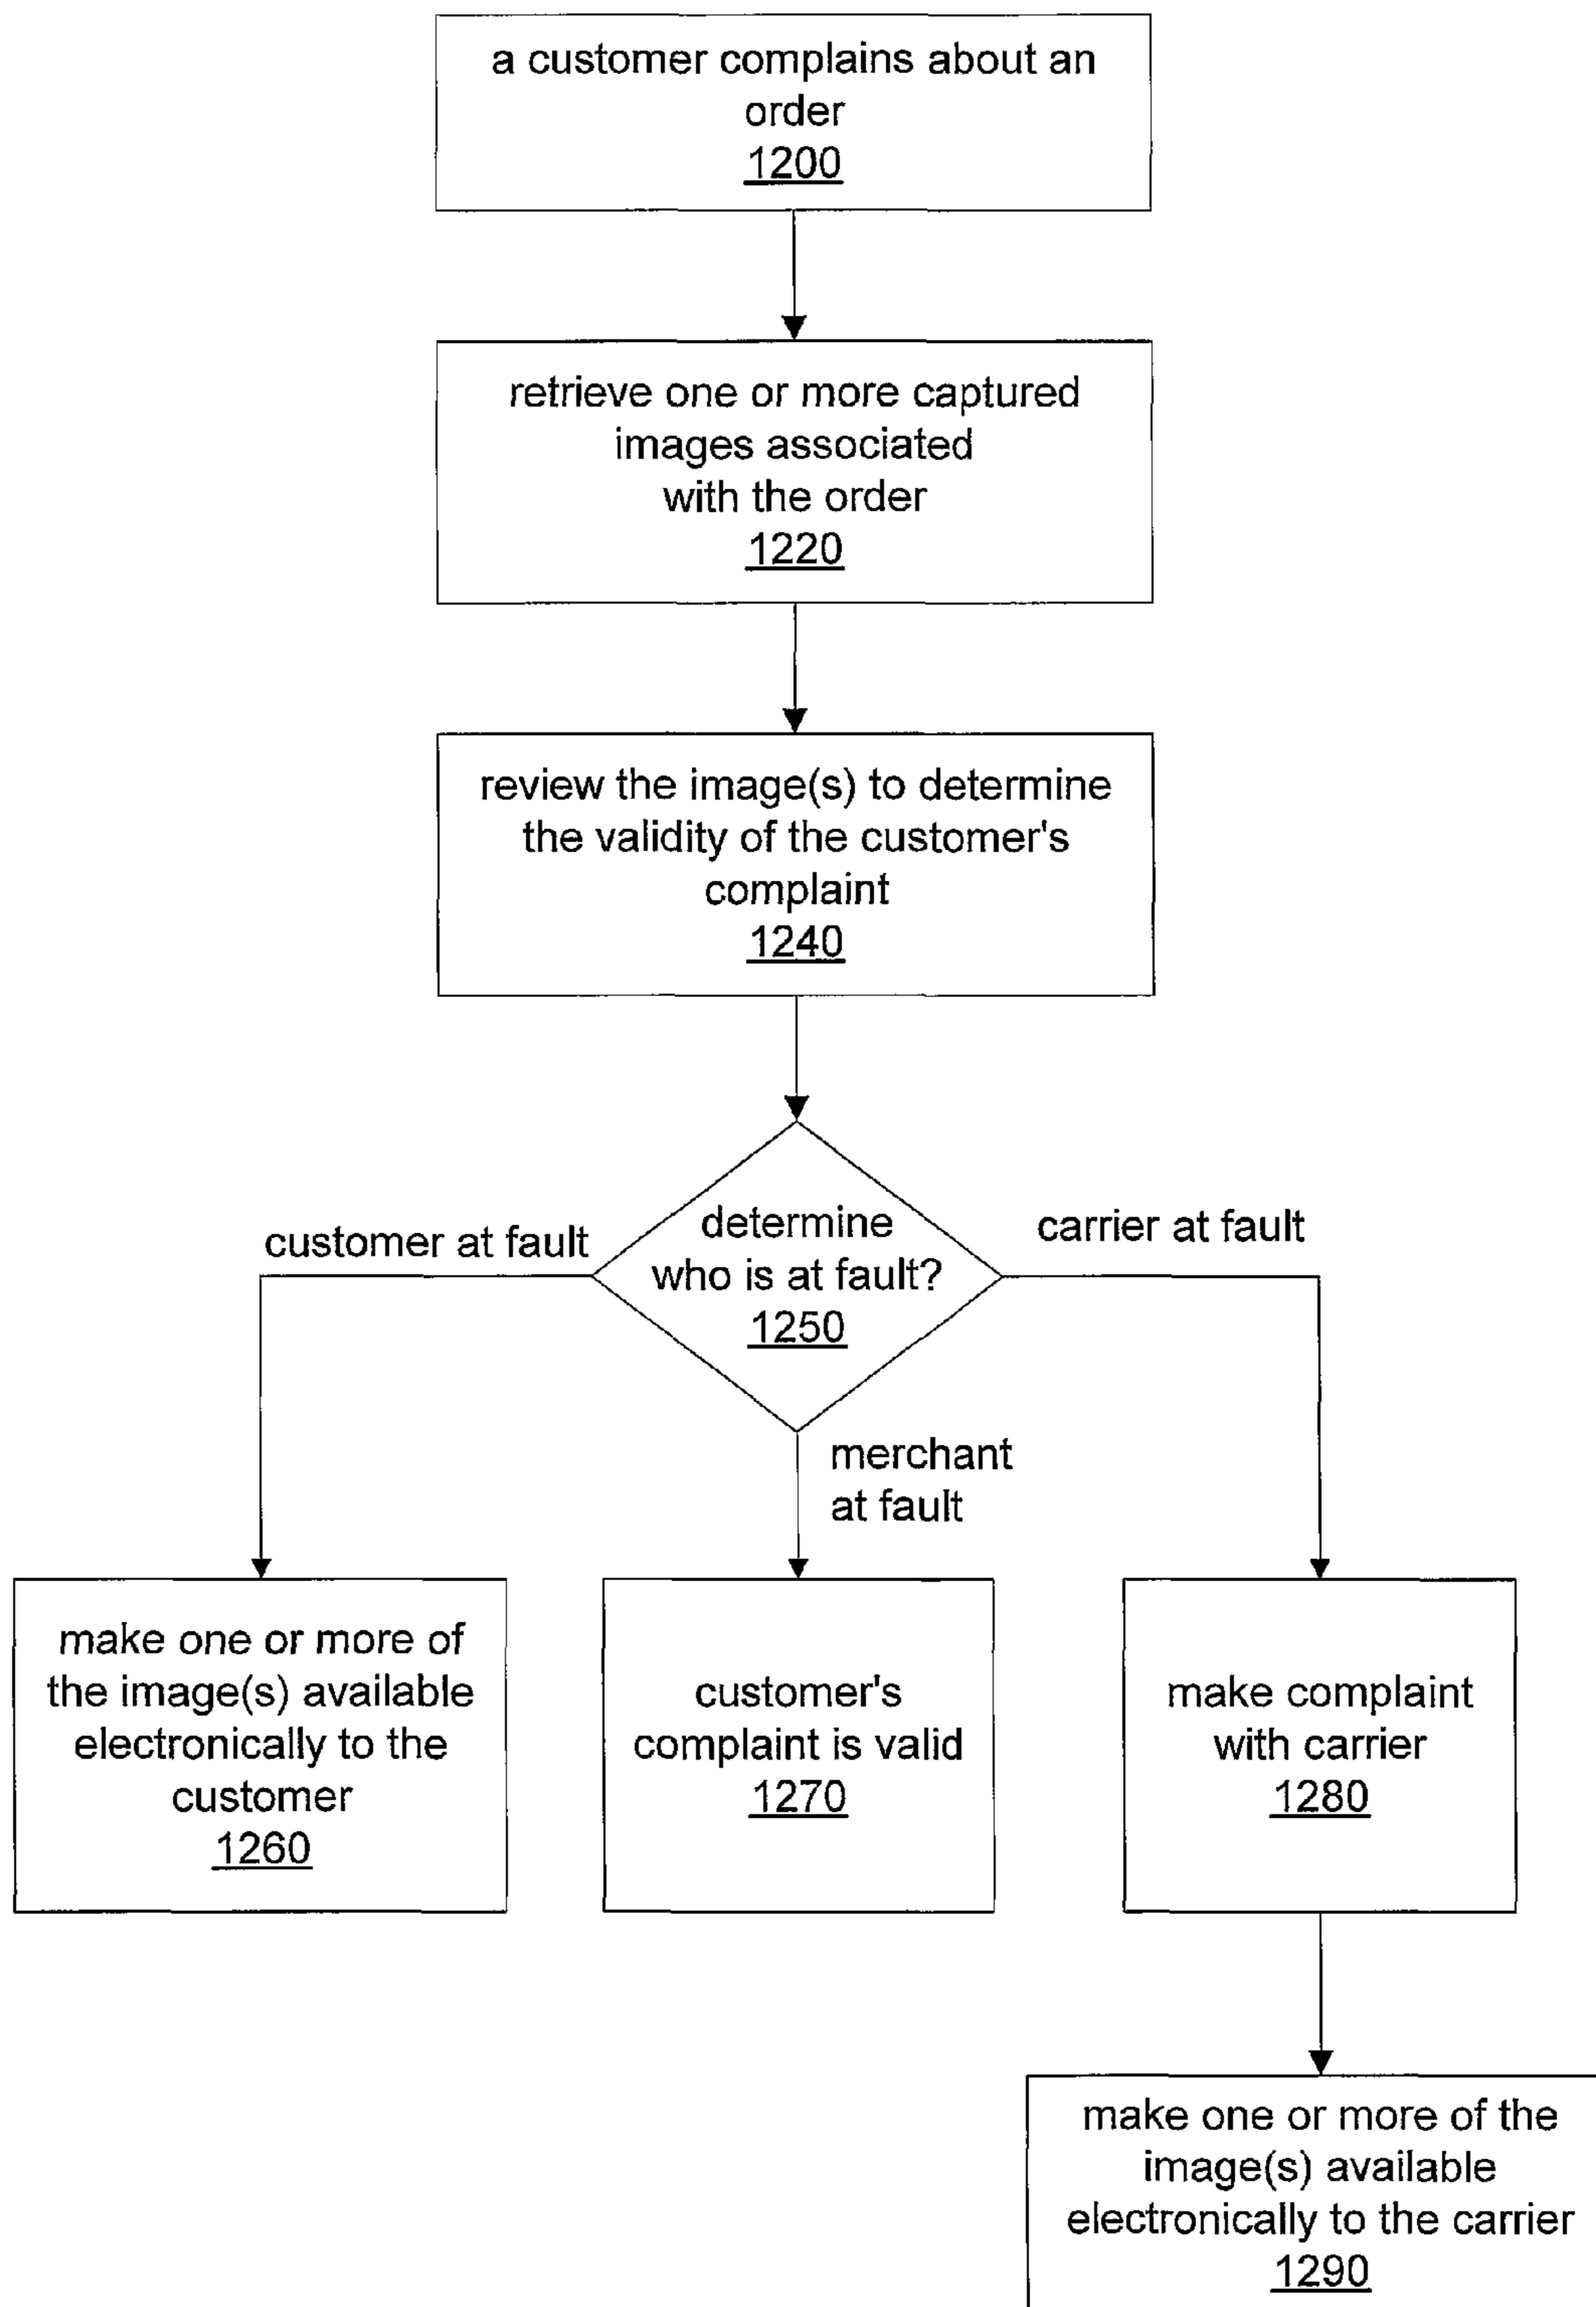 a customer complains about an
order
1200
retrieve one or more captured
images associated
with the order
1220
review the image(s) to determine
the validity of the customer's
complaint
1240
determine
who is at fault?
1250
customer at fault
carrier at fault
merchant
at fault
make one or more of
the image(s) available
electronically to the
customer
1260
customer's
complaint is valid
1270
make complaint
with carrier
1280
make one or more of the
image(s) available
electronically to the carrier
1290